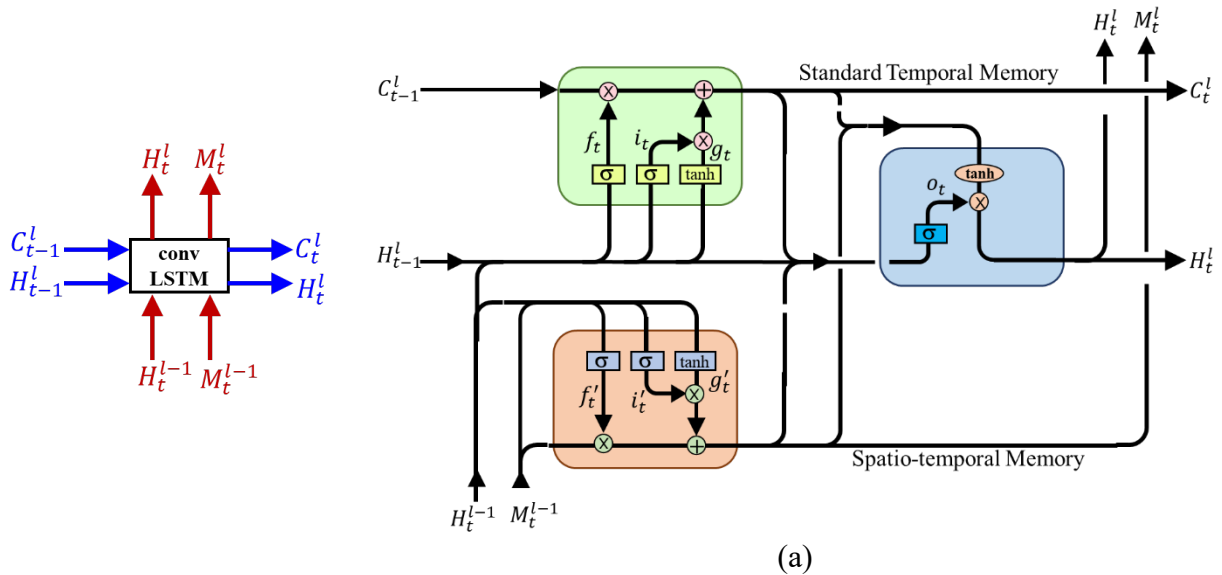 H_t^l M_t^l
C_{t-1}^l
conv
C_t^l
H_{t-1}^l
LSTM
H_t^l
H_t^{l-1} M_t^{l-1}
H_t^l M_t^l
C_{t-1}^l
Standard Temporal Memory
C_t^l
f_t i_t × + × g_t
σ σ tanh
tanh
o_t ×
σ
H_{t-1}^l
H_t^l
σ σ tanh
f_t' i_t' × g_t'
× +
Spatio-temporal Memory
H_t^{l-1} M_t^{l-1}
(a)